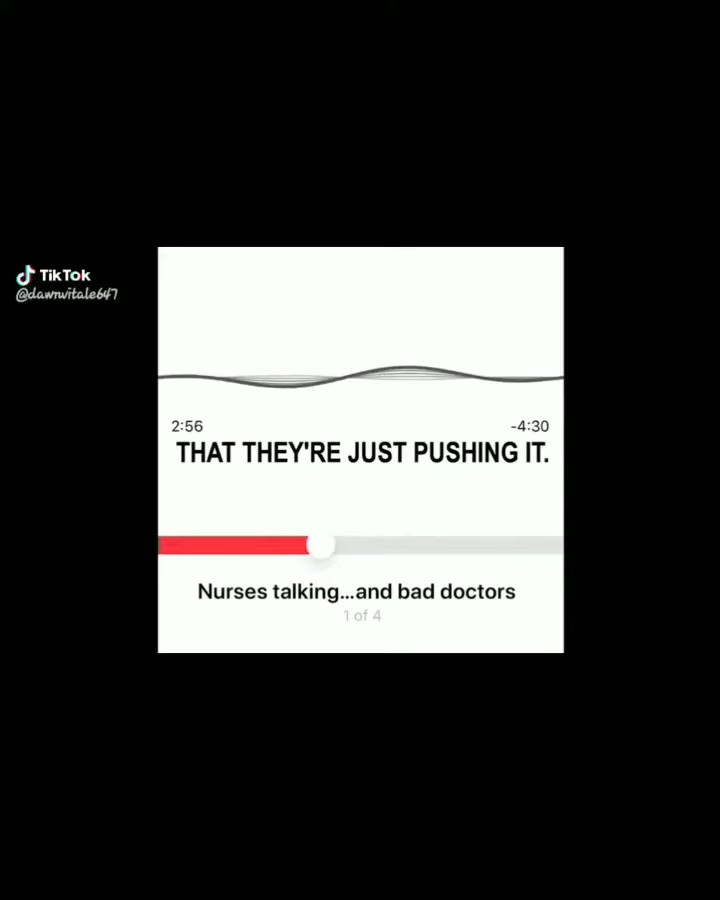 TikTok
@dawnvitale647
2:56
-4:30
THAT THEY'RE JUST PUSHING IT.
Nurses talking...and bad doctors
1 of 4